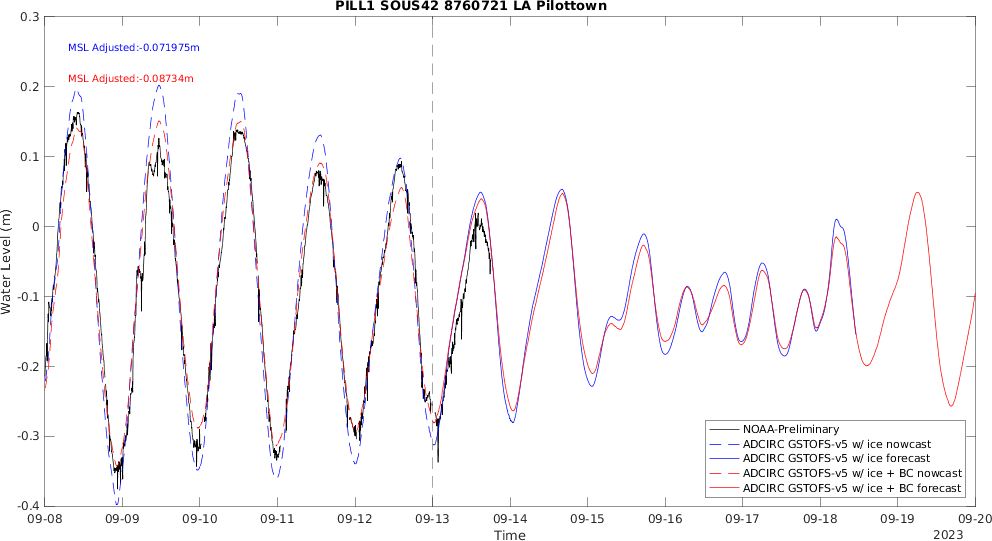 PILL1 SOUS42 8760721 LA Pilottown
0.3
MSL Adjusted:-0.071975m
MSL Adjusted:-0.08734m
0.2
0.1
0
-0.1
-0.2
-0.3
-0.4
Water Level (m)
NOAA-Preliminary
ADCIRC GSTOFS-v5 w/ ice nowcast
ADCIRC GSTOFS-v5 w/ ice forecast
ADCIRC GSTOFS-v5 w/ ice + BC nowcast
ADCIRC GSTOFS-v5 w/ ice + BC forecast
09-08 09-09 09-10 09-11 09-12 09-13 09-14 09-15 09-16 09-17 09-18 09-19 09-20
Time
2023